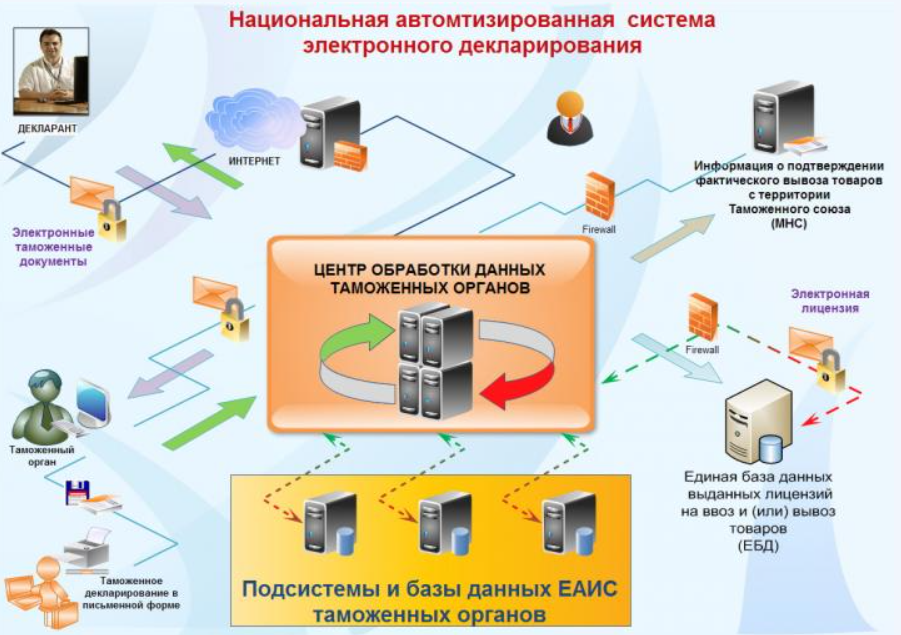 Национальная автомтизированная система
электронного декларирования
ДЕКЛАРАНТ
ИНТЕРНЕТ
Информация о подтверждении
фактического вывоза товаров
с территории
Таможенного союза
(МНС)
Firewall
Электронные
таможенные
документы
ЦЕНТР ОБРАБОТКИ ДАННЫХ
ТАМОЖЕННЫХ ОРГАНОВ
Электронная
лицензия
Firewall
Таможенный
орган
Единая база данных
выданных лицензий
на ввоз и (или) вывоз
товаров
(ЕБД)
Таможенное
декларирование в
письменной форме
Подсистемы и базы данных ЕАИС
таможенных органов